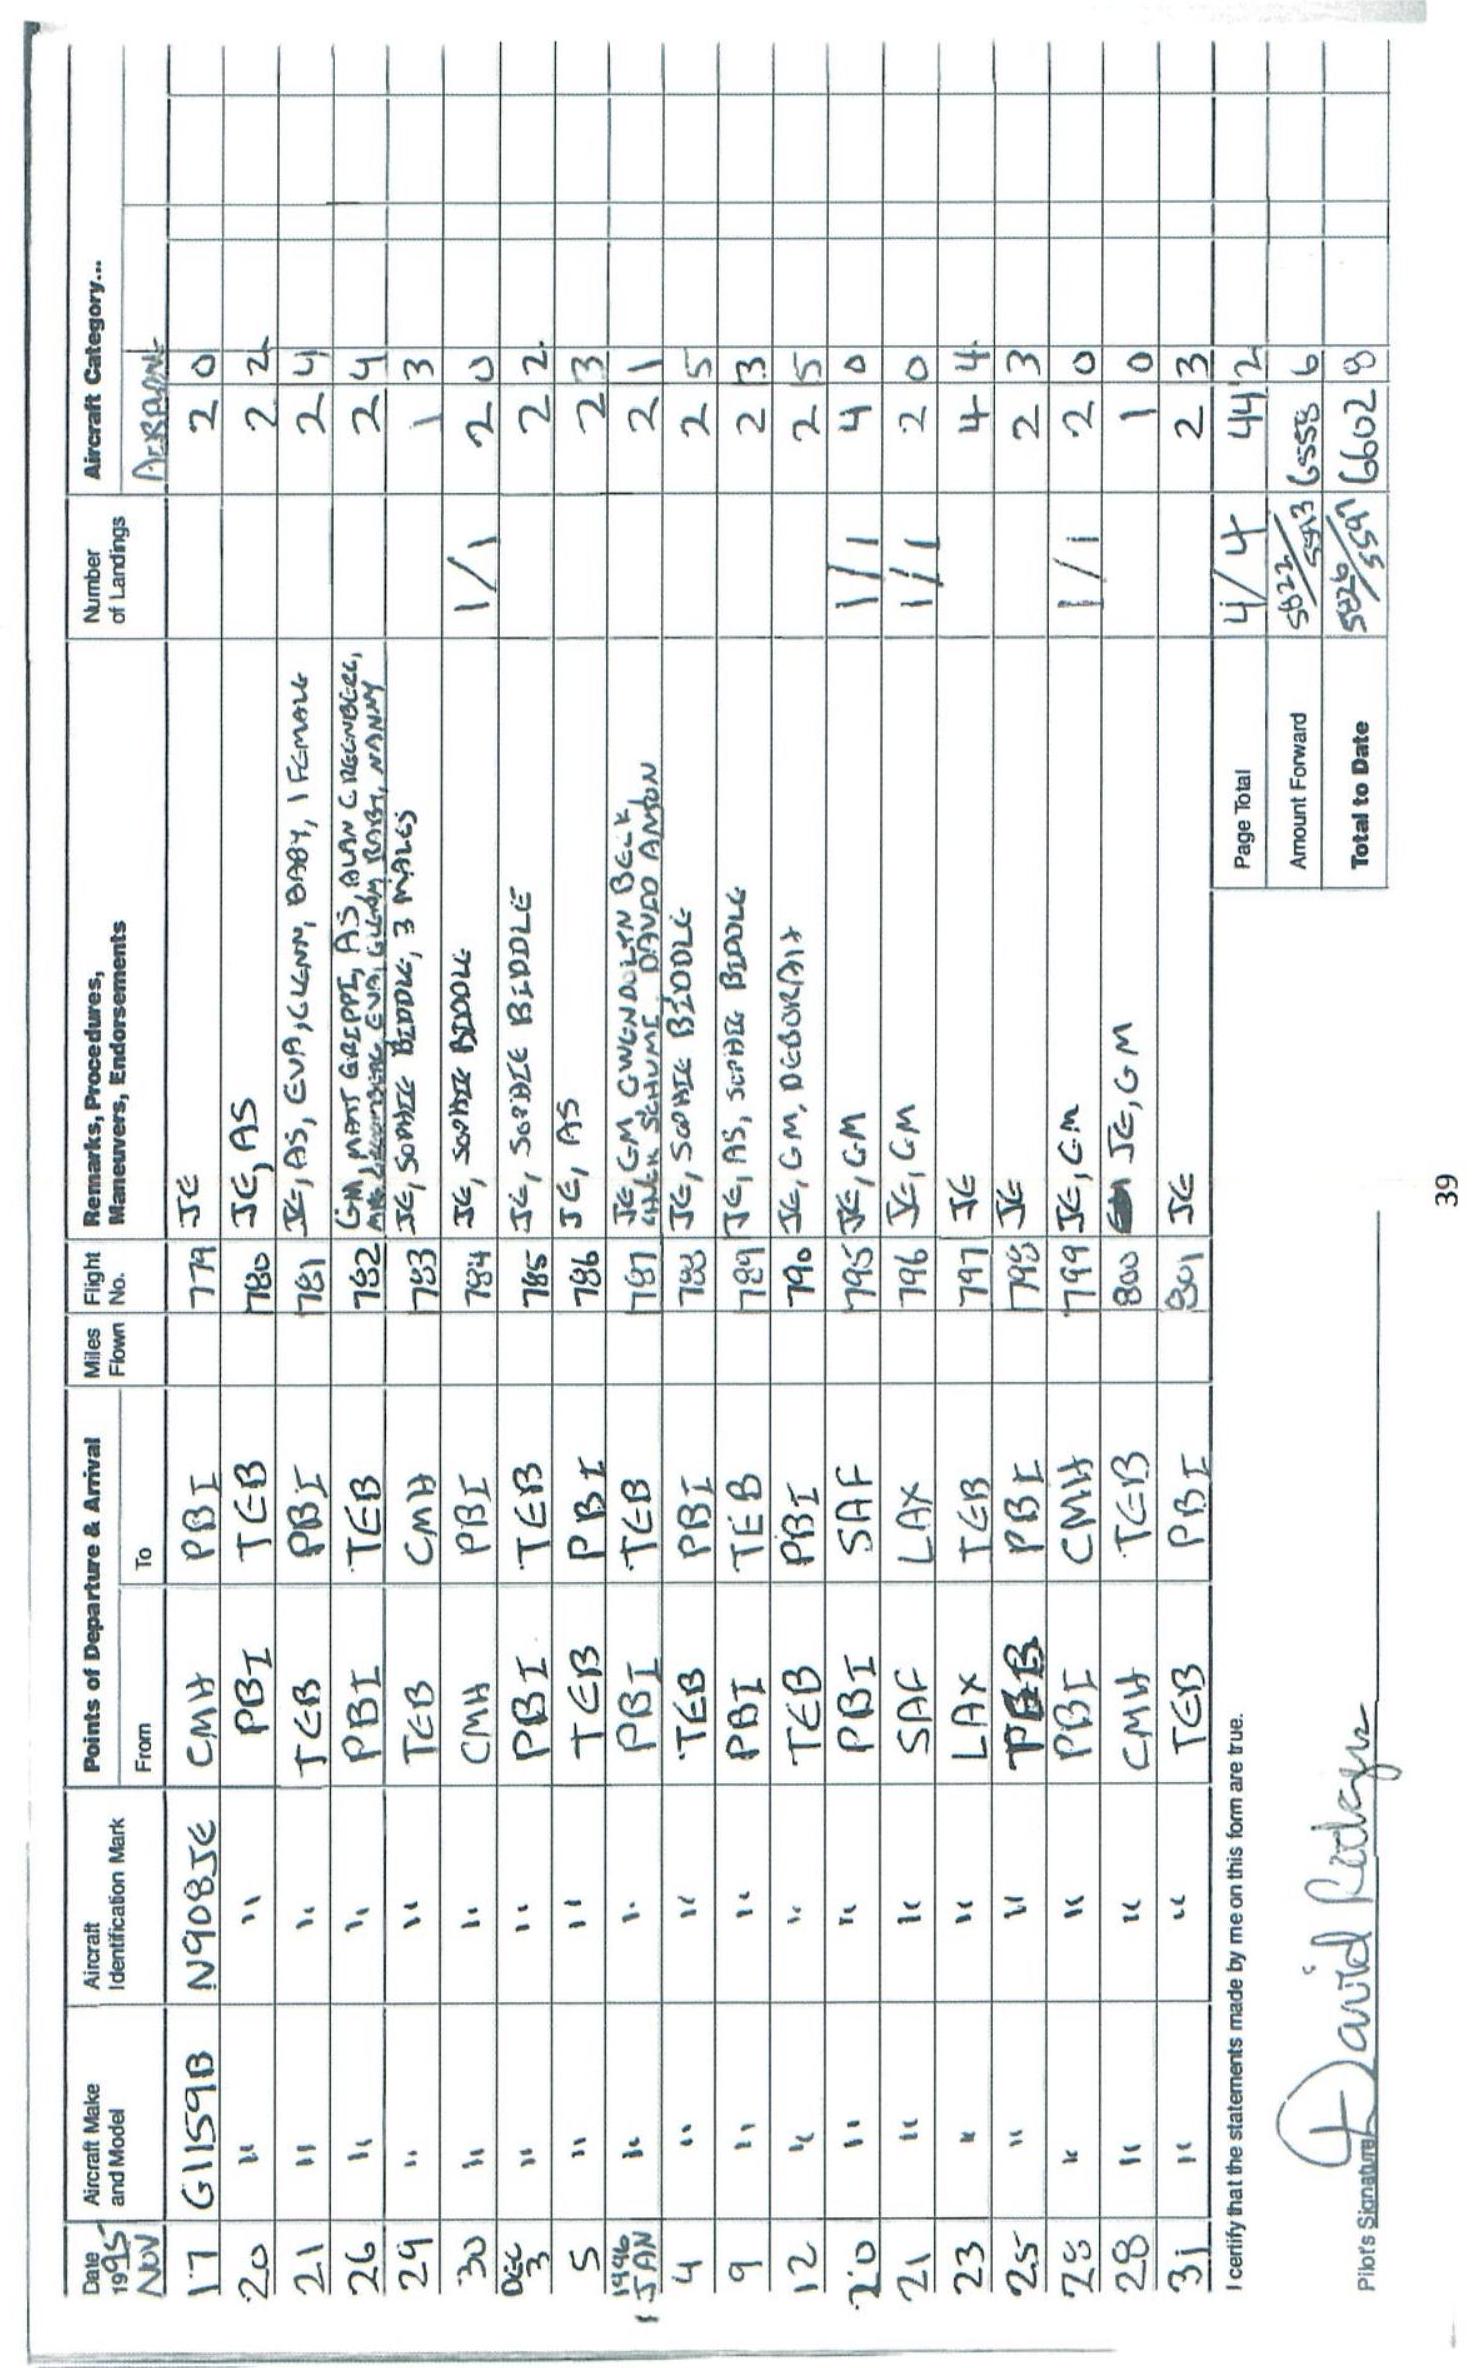 Date 1995 NOV Aircraft Make and Model Aircraft Identification Mark Points of Departure & Arrival From To Miles Flown Flight No. Remarks, Procedures, Maneuvers, Endorsements Number of Landings Aircraft Category... AIRPLANE
17 G1159B N908JE CMH PBI 779 JE 2 0
20 " " PBI TEB 780 JE, AS 2 2
21 " " TEB PBI 781 JE, AS, EVA, GLENN, BABY, 1 FEMALE 2 4
26 " " PBI TEB 782 GM, MATT GRIPPI, AS, ALAN GREENBERG,
EVA, GLENN, BABY, NANNY 2 4
29 " " TEB CMH 783 JE, SOPHIE BIDDLE, 3 MALES 1 3
30 " " CMH PBI 784 JE, SOPHIE BIDDLE 1/1 2 0
DEC 3 " " PBI TEB 785 JE, SOPHIE BIDDLE 2 2
5 " " TEB PBI 786 JE, AS 2 3
1996 1 JAN " " PBI TEB 787 JE, GM, GWENDOLYN BECK,
DAVID 2 1
4 " " TEB PBI 788 JE, SOPHIE BIDDLE 2 5
9 " " PBI TEB 789 JE, AS, SOPHIE BIDDLE 2 3
12 " " TEB PBI 790 JE, GM, DEBORAH 2 5
20 " " PBI SAF 795 JE, GM 1/1 4 0
21 " " SAF LAX 796 JE, GM 1/1 2 0
23 " " LAX TEB 797 JE 4 4
25 " " TEB PBI 798 JE 2 3
28 " " PBI CMH 799 JE, GM 1/1 2 0
28 " " CMH TEB 800 JE, GM 1 0
31 " " TEB PBI 801 JE 2 3
I certify that the statements made by me on this form are true. Page Total 4/4 44 2
Amount Forward 5822/5593 6558 6
Pilot's Signature David Rodgers Total to Date 5826/5597 6602 8
39